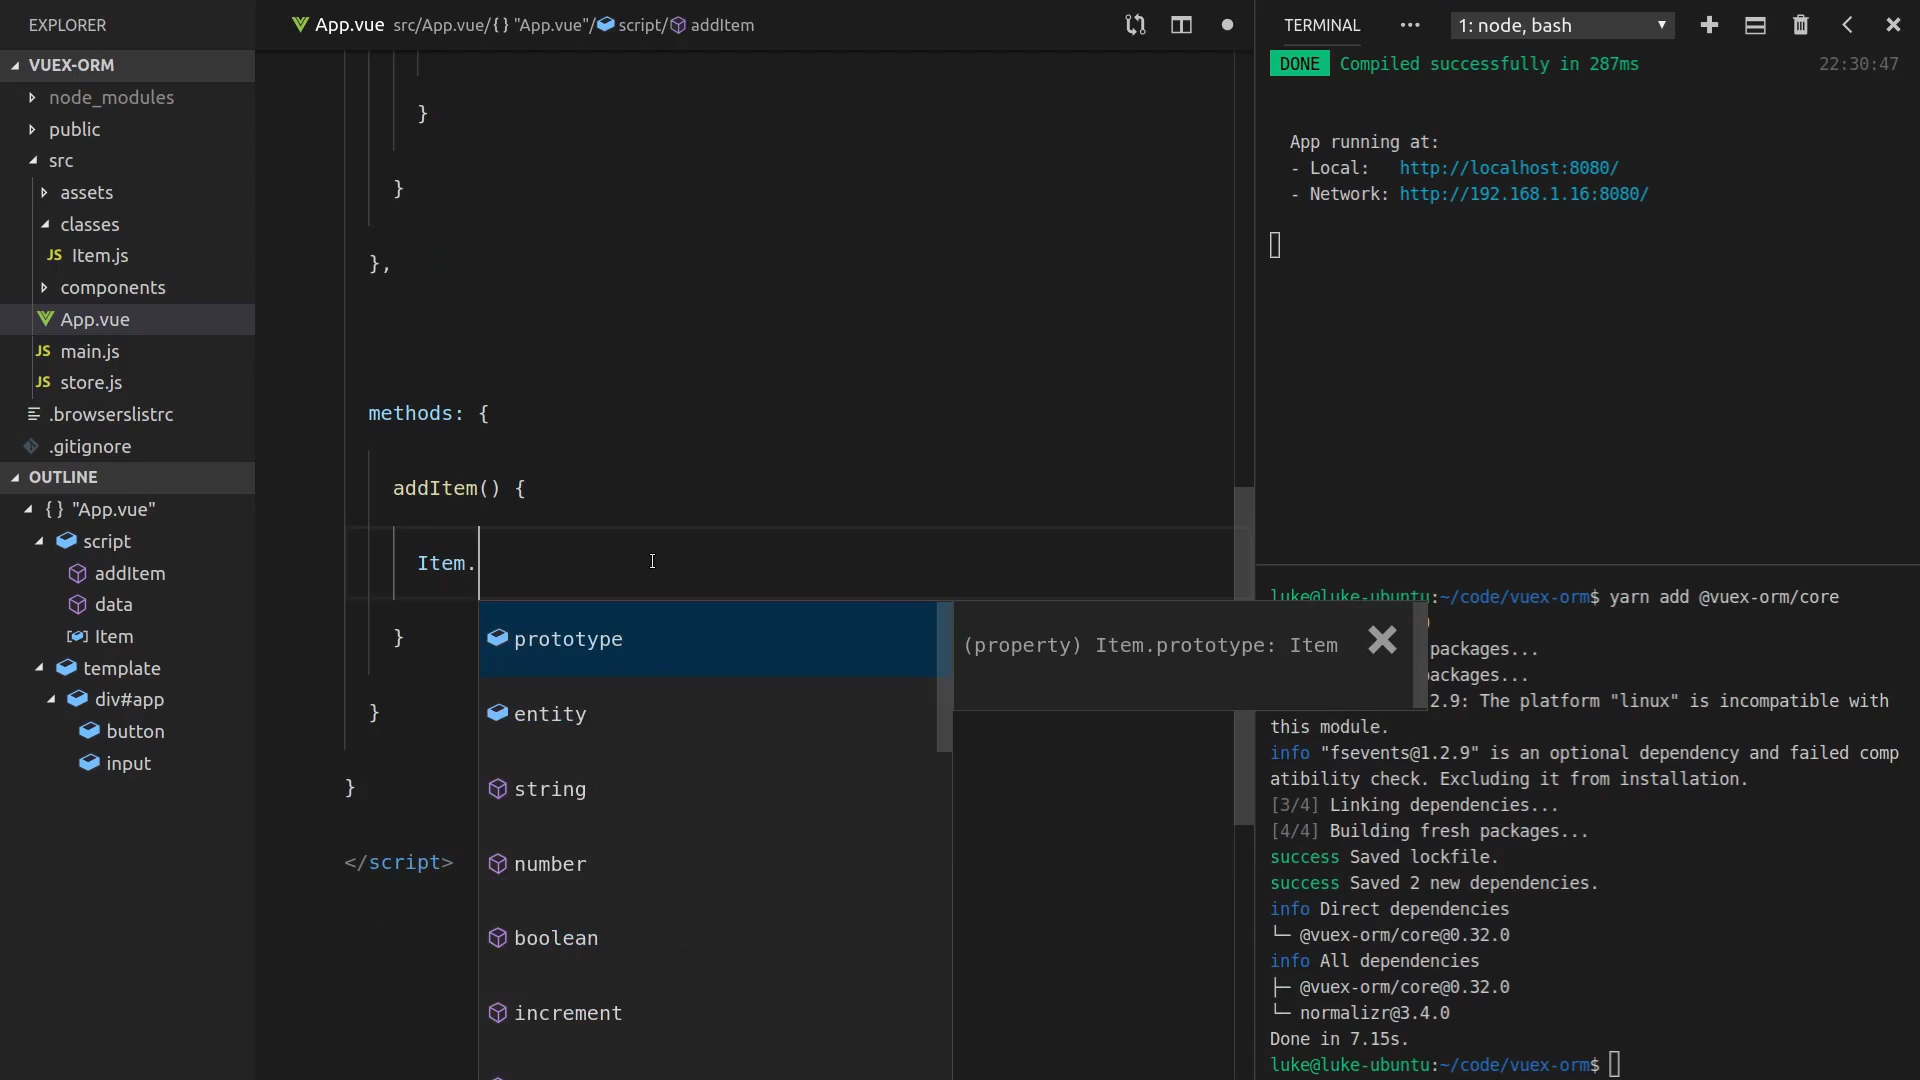 EXPLORER
VUEX-ORM
node_modules
public
src
assets
classes
JS Item.js
components
App.vue
JS main.js
JS store.js
.browserslistrc
.gitignore
OUTLINE
{ } "App.vue"
script
addItem
data
Item
template
div#app
button
input
App.vue src/App.vue/{ } "App.vue"/ script/ addItem
}
}
},
methods: {
addItem() {
Item.
}
}
}
</script>
prototype
entity
string
number
boolean
increment
(property) Item.prototype: Item
TERMINAL ••• 1: node, bash
DONE Compiled successfully in 287ms 22:30:47
App running at:
- Local: http://localhost:8080/
- Network: http://192.168.1.16:8080/
luke@luke-ubuntu:~/code/vuex-orm$ yarn add @vuex-orm/core
packages...
packages...
2.9: The platform "linux" is incompatible with
this module.
info "fsevents@1.2.9" is an optional dependency and failed comp
atibility check. Excluding it from installation.
[3/4] Linking dependencies...
[4/4] Building fresh packages...
success Saved lockfile.
success Saved 2 new dependencies.
info Direct dependencies
└─ @vuex-orm/core@0.32.0
info All dependencies
├─ @vuex-orm/core@0.32.0
└─ normalizr@3.4.0
Done in 7.15s.
luke@luke-ubuntu:~/code/vuex-orm$